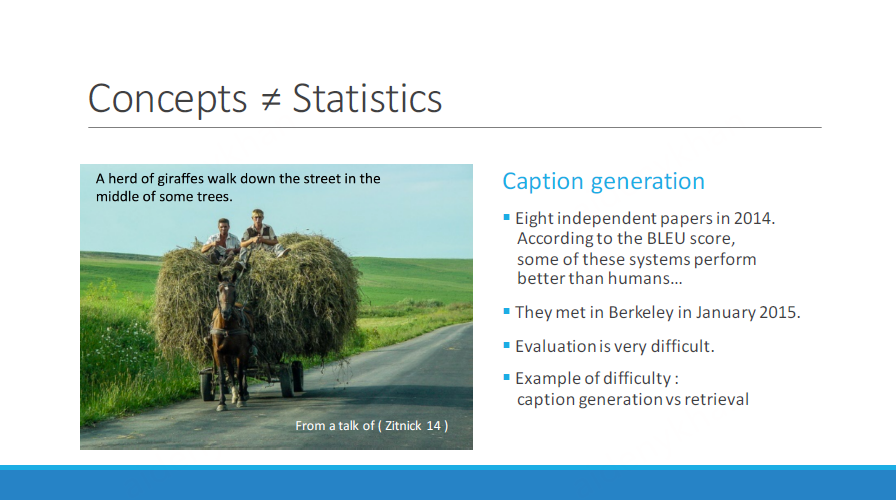 Concepts ≠ Statistics
A herd of giraffes walk down the street in the
middle of some trees.
From a talk of ( Zitnick 14 )
Caption generation
▪ Eight independent papers in 2014.
According to the BLEU score,
some of these systems perform
better than humans...
▪ They met in Berkeley in January 2015.
▪ Evaluation is very difficult.
▪ Example of difficulty :
caption generation vs retrieval